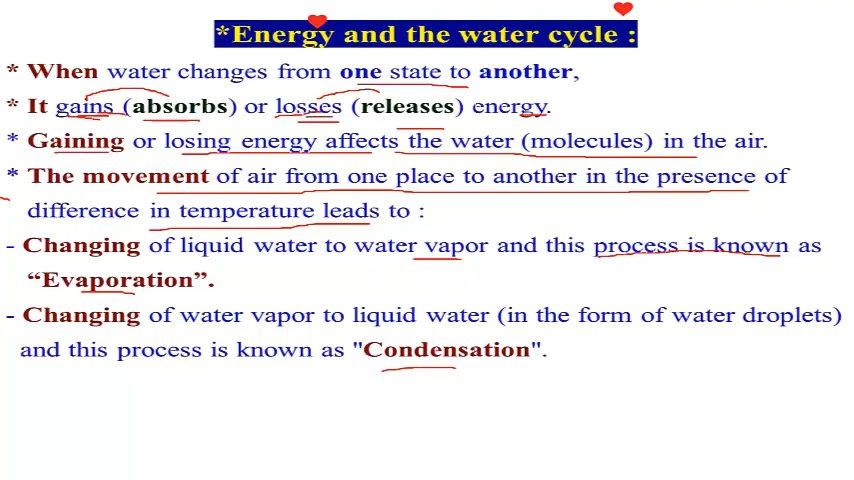 *Energy and the water cycle :
* When water changes from one state to another,
* It gains (absorbs) or losses (releases) energy.
* Gaining or losing energy affects the water (molecules) in the air.
* The movement of air from one place to another in the presence of
difference in temperature leads to :
- Changing of liquid water to water vapor and this process is known as
“Evaporation”.
- Changing of water vapor to liquid water (in the form of water droplets)
and this process is known as "Condensation".